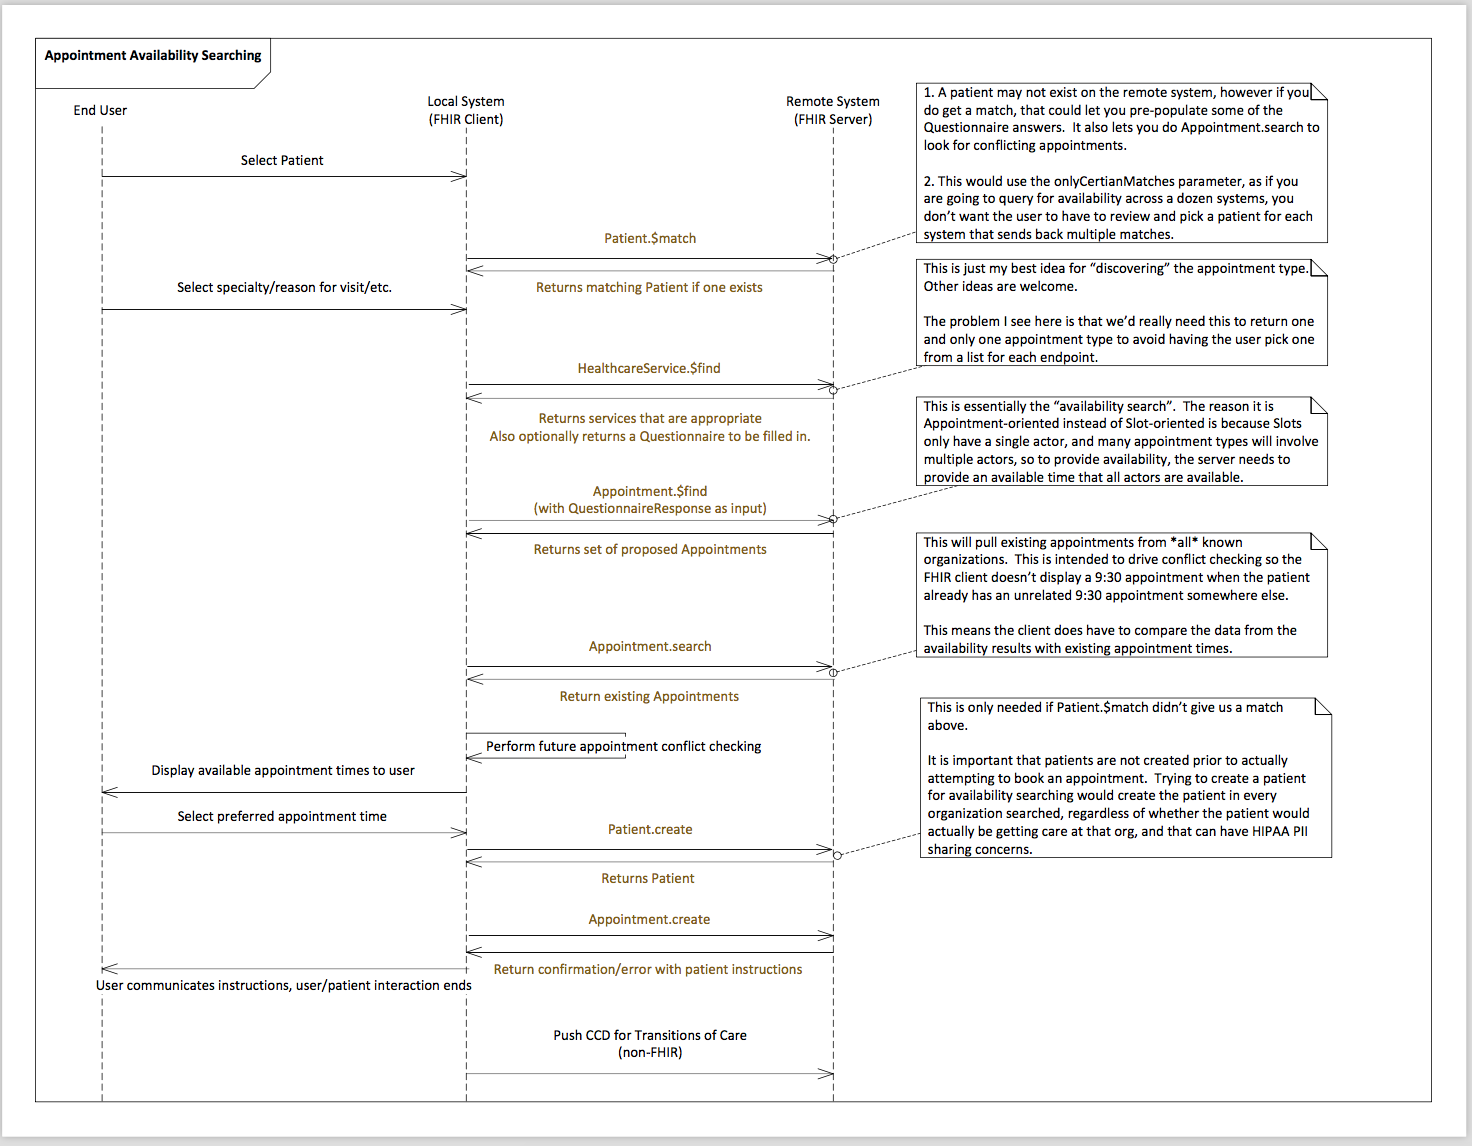 Appointment Availability Searching
End User
Local System
(FHIR Client)
Remote System
(FHIR Server)
1. A patient may not exist on the remote system, however if you
do get a match, that could let you pre-populate some of the
Questionnaire answers.  It also lets you do Appointment.search to
look for conflicting appointments.
2. This would use the onlyCertianMatches parameter, as if you
are going to query for availability across a dozen systems, you
don’t want the user to have to review and pick a patient for each
system that sends back multiple matches.
Select Patient
Patient.$match
Returns matching Patient if one exists
This is just my best idea for “discovering” the appointment type.
Other ideas are welcome.
The problem I see here is that we’d really need this to return one
and only one appointment type to avoid having the user pick one
from a list for each endpoint.
Select specialty/reason for visit/etc.
HealthcareService.$find
Returns services that are appropriate
Also optionally returns a Questionnaire to be filled in.
This is essentially the “availability search”.  The reason it is
Appointment-oriented instead of Slot-oriented is because Slots
only have a single actor, and many appointment types will involve
multiple actors, so to provide availability, the server needs to
provide an available time that all actors are available.
Appointment.$find
(with QuestionnaireResponse as input)
Returns set of proposed Appointments
This will pull existing appointments from *all* known
organizations.  This is intended to drive conflict checking so the
FHIR client doesn’t display a 9:30 appointment when the patient
already has an unrelated 9:30 appointment somewhere else.
This means the client does have to compare the data from the
availability results with existing appointment times.
Appointment.search
Return existing Appointments
Perform future appointment conflict checking
Display available appointment times to user
This is only needed if Patient.$match didn’t give us a match
above.
It is important that patients are not created prior to actually
attempting to book an appointment.  Trying to create a patient
for availability searching would create the patient in every
organization searched, regardless of whether the patient would
actually be getting care at that org, and that can have HIPAA PII
sharing concerns.
Select preferred appointment time
Patient.create
Returns Patient
Appointment.create
Return confirmation/error with patient instructions
User communicates instructions, user/patient interaction ends
Push CCD for Transitions of Care
(non-FHIR)